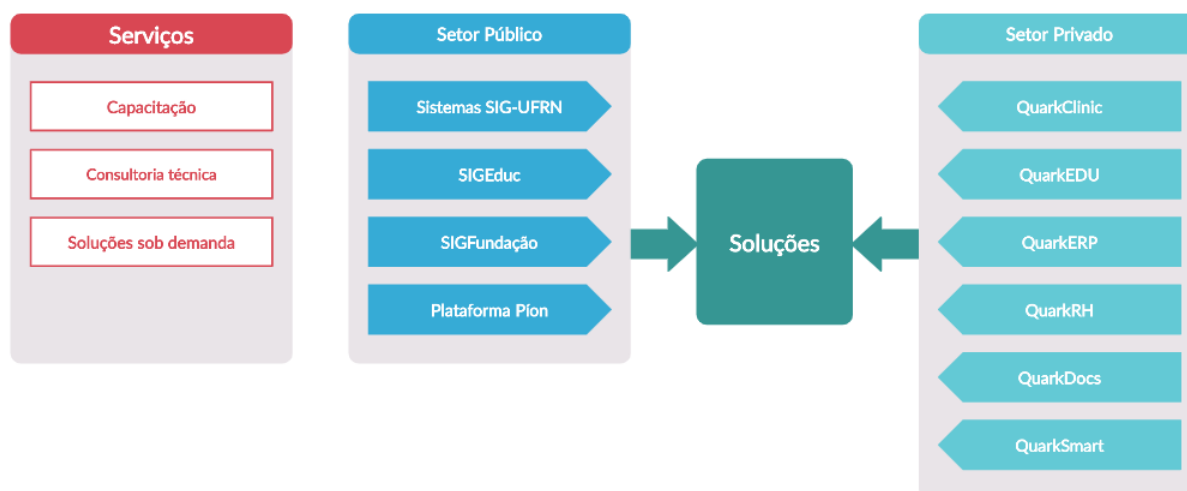 Serviços
Capacitação
Consultoria técnica
Soluções sob demanda
Setor Público
Sistemas SIG-UFRN
SIGEduc
SIGFundação
Plataforma Píon
Soluções
Setor Privado
QuarkClinic
QuarkEDU
QuarkERP
QuarkRH
QuarkDocs
QuarkSmart